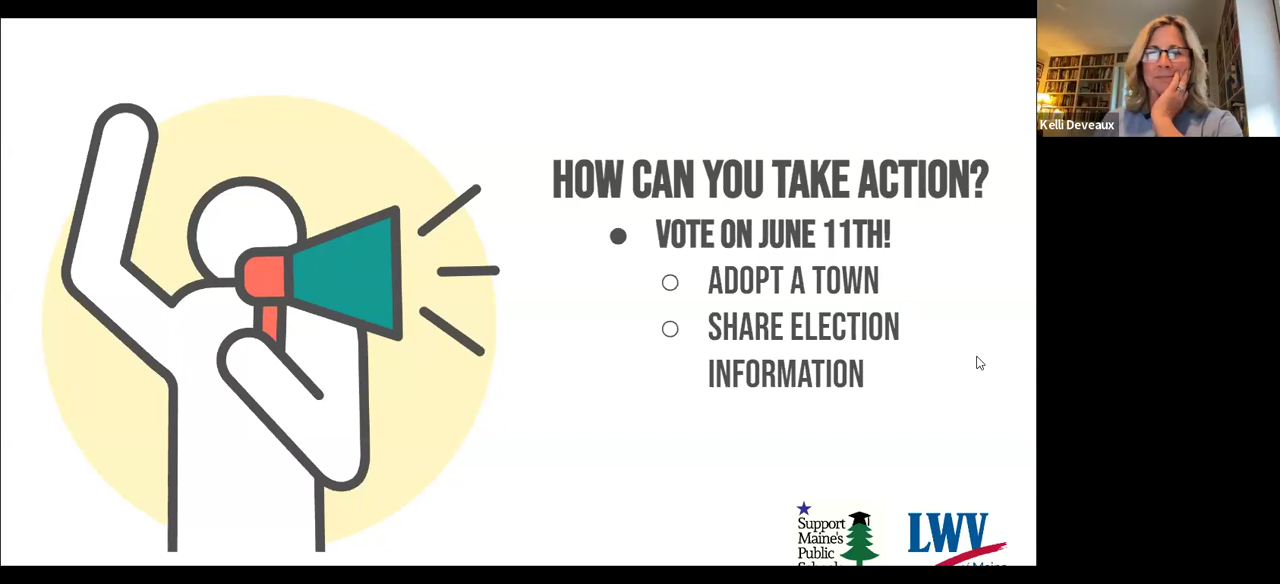 HOW CAN YOU TAKE ACTION?
VOTE ON JUNE 11TH!
ADOPT A TOWN
SHARE ELECTION
INFORMATION
Kelli Deveaux
Support
Maine's
Public
LWV